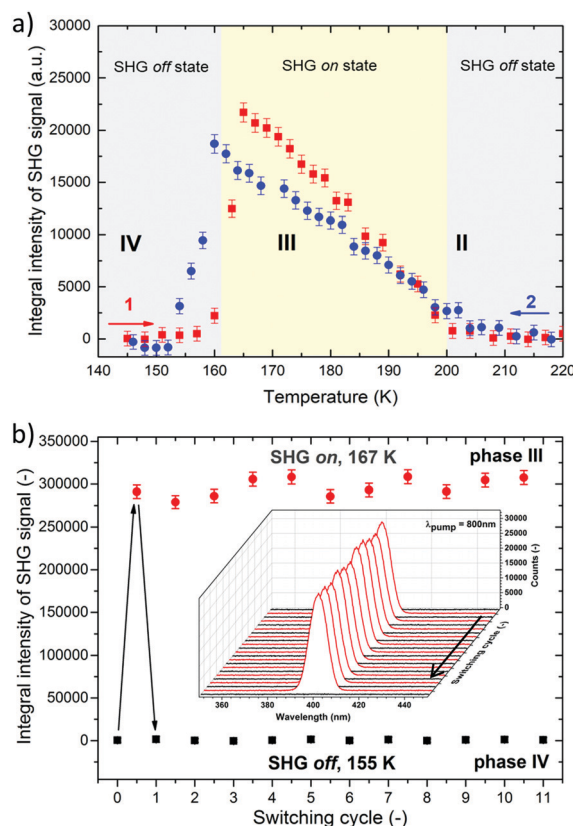 a)
30000
25000
20000
15000
10000
5000
0
Integral intensity of SHG signal (a.u.)
SHG off state
SHG on state
SHG off state
IV
III
II
1
2
140 150 160 170 180 190 200 210 220
Temperature (K)
b)
350000
300000
250000
200000
150000
100000
50000
0
Integral intensity of SHG signal (-)
SHG on, 167 K
phase III
λpump = 800nm
30000
25000
20000
15000
10000
5000
0
Counts (-)
Switching cycle (-)
360 380 400 420 440
Wavelength (nm)
SHG off, 155 K
phase IV
0 1 2 3 4 5 6 7 8 9 10 11
Switching cycle (-)